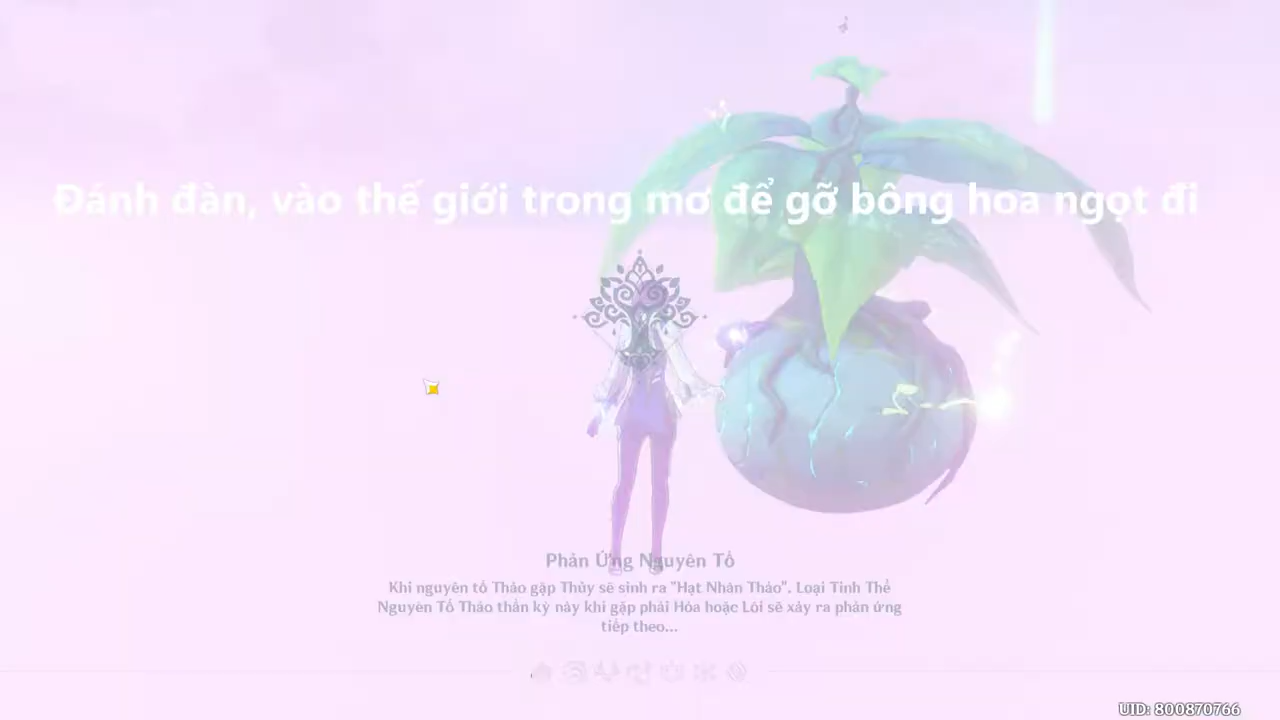 Đánh đàn, vào thế giới trong mơ để gỡ bông hoa ngọt đi
Phản Ứng Nguyên Tố
Khi nguyên tố Thảo gặp Thủy sẽ sinh ra "Hạt Nhân Thảo". Loại Tinh Thể
Nguyên Tố Thảo thần kỳ này khi gặp phải Hỏa hoặc Lôi sẽ xảy ra phản ứng
tiếp theo...
UID: 800870766